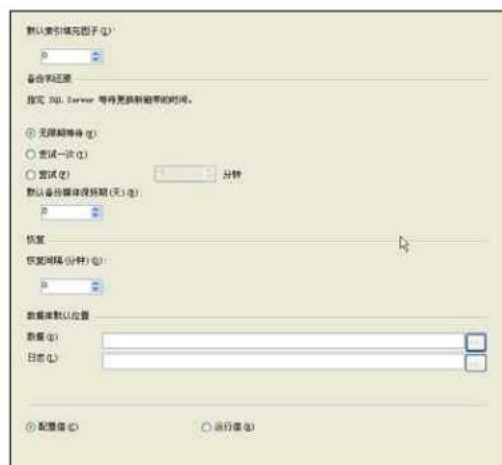 默认索引填充因子(I):
0
备份和还原
指定 SQL Server 等待更换新磁带的时间。
无限期等待(N)
尝试一次(T)
尝试(F) 分钟
默认备份媒体保持期(天)(B):
0
恢复
恢复间隔(分钟)(O):
0
数据库默认位置
数据(D)
日志(L)
配置值(C)
运行值(R)